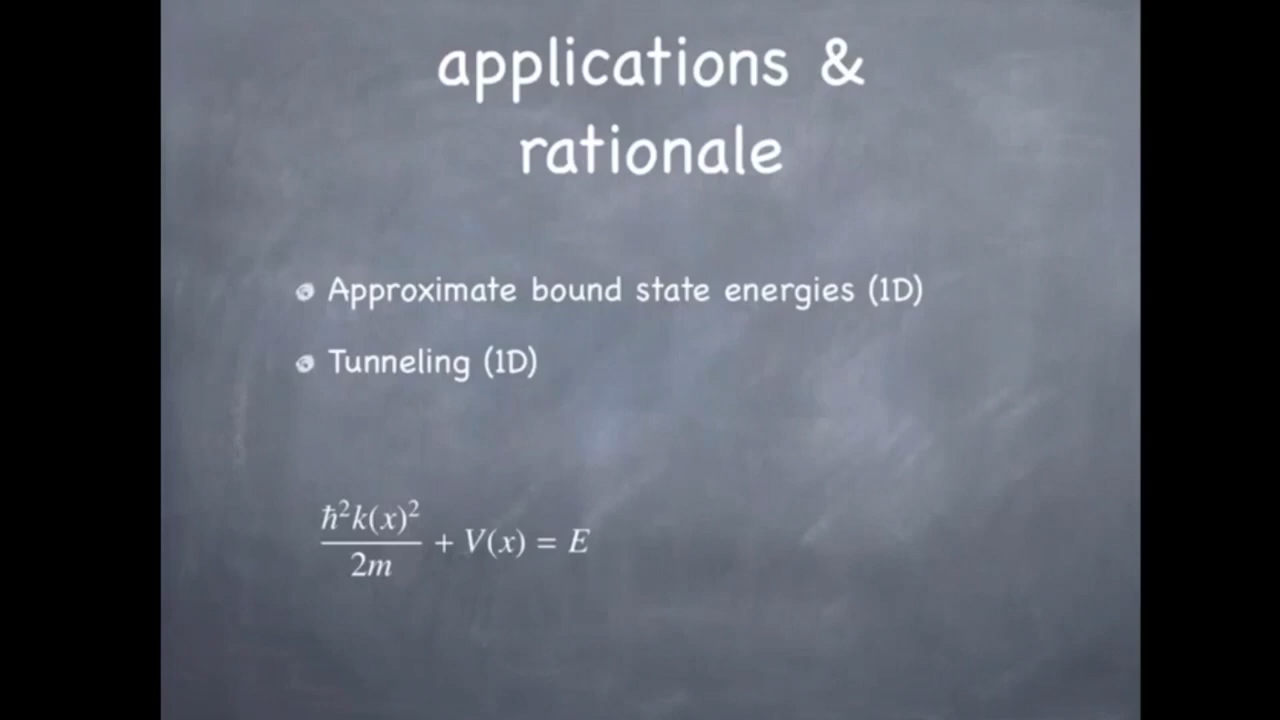 applications &
rationale
Approximate bound state energies (1D)
Tunneling (1D)
ħ²k(x)²
2m
+ V(x) = E